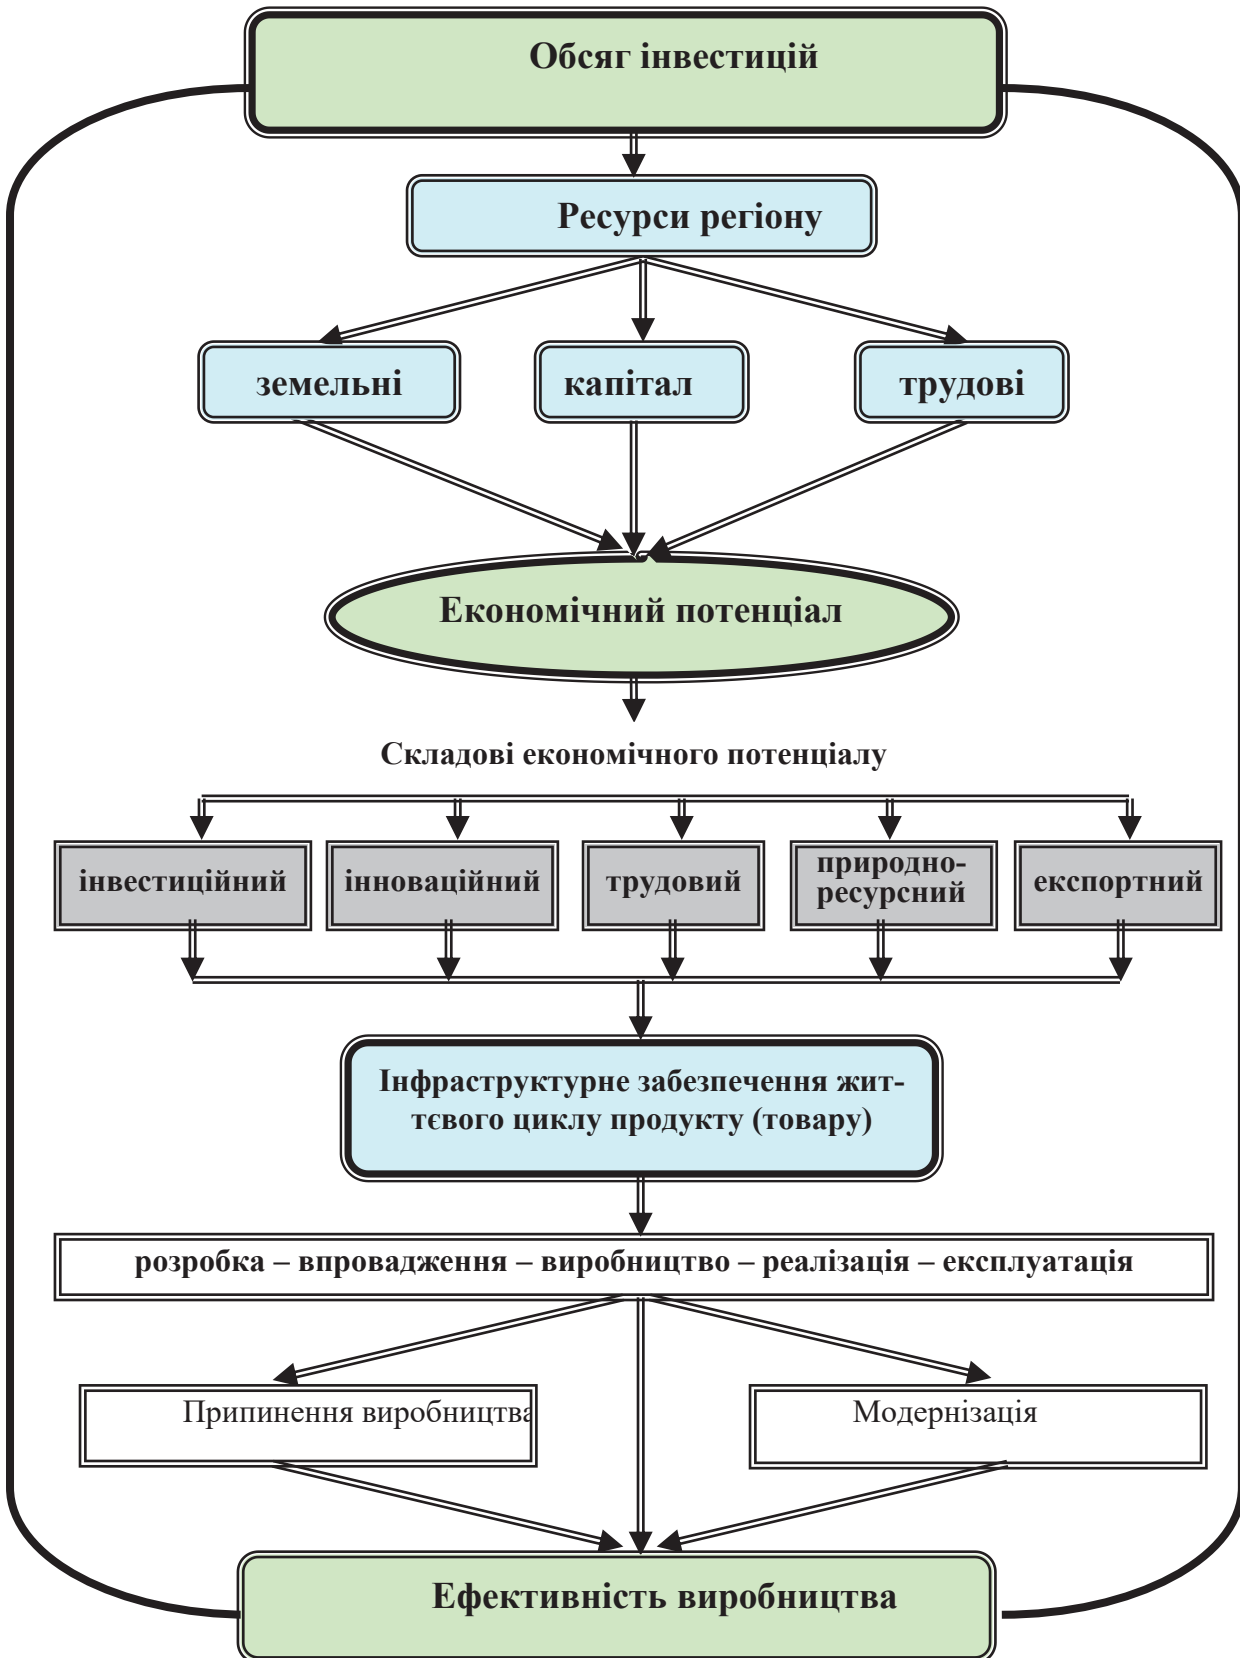 Обсяг інвестицій
Ресурси регіону
земельні
капітал
трудові
Економічний потенціал
Складові економічного потенціалу
інвестиційний
інноваційний
трудовий
природно-
ресурсний
експортний
Інфраструктурне забезпечення жит-
тєвого циклу продукту (товару)
розробка – впровадження – виробництво – реалізація – експлуатація
Припинення виробництва
Модернізація
Ефективність виробництва